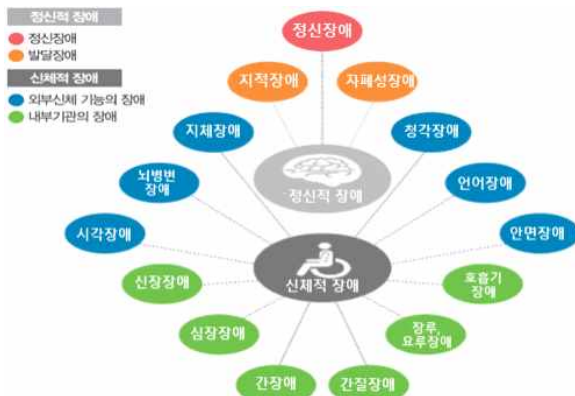 정신적 장애
정신장애
발달장애
신체적 장애
외부신체 기능의 장애
내부기관의 장애
정신장애
지적장애
자폐성장애
지체장애
청각장애
뇌병변
장애
정신적 장애
언어장애
시각장애
안면장애
신체적 장애
신장장애
호흡기
장애
심장장애
장루,
요루장애
간장애
간질장애